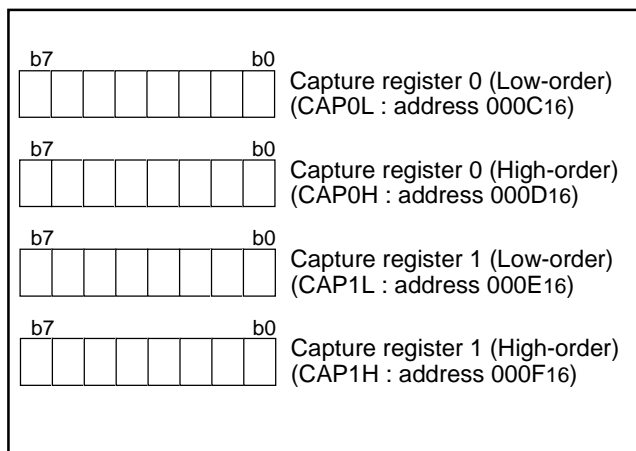 b7 b0
Capture register 0 (Low-order)
(CAP0L : address 000C16)
b7 b0
Capture register 0 (High-order)
(CAP0H : address 000D16)
b7 b0
Capture register 1 (Low-order)
(CAP1L : address 000E16)
b7 b0
Capture register 1 (High-order)
(CAP1H : address 000F16)